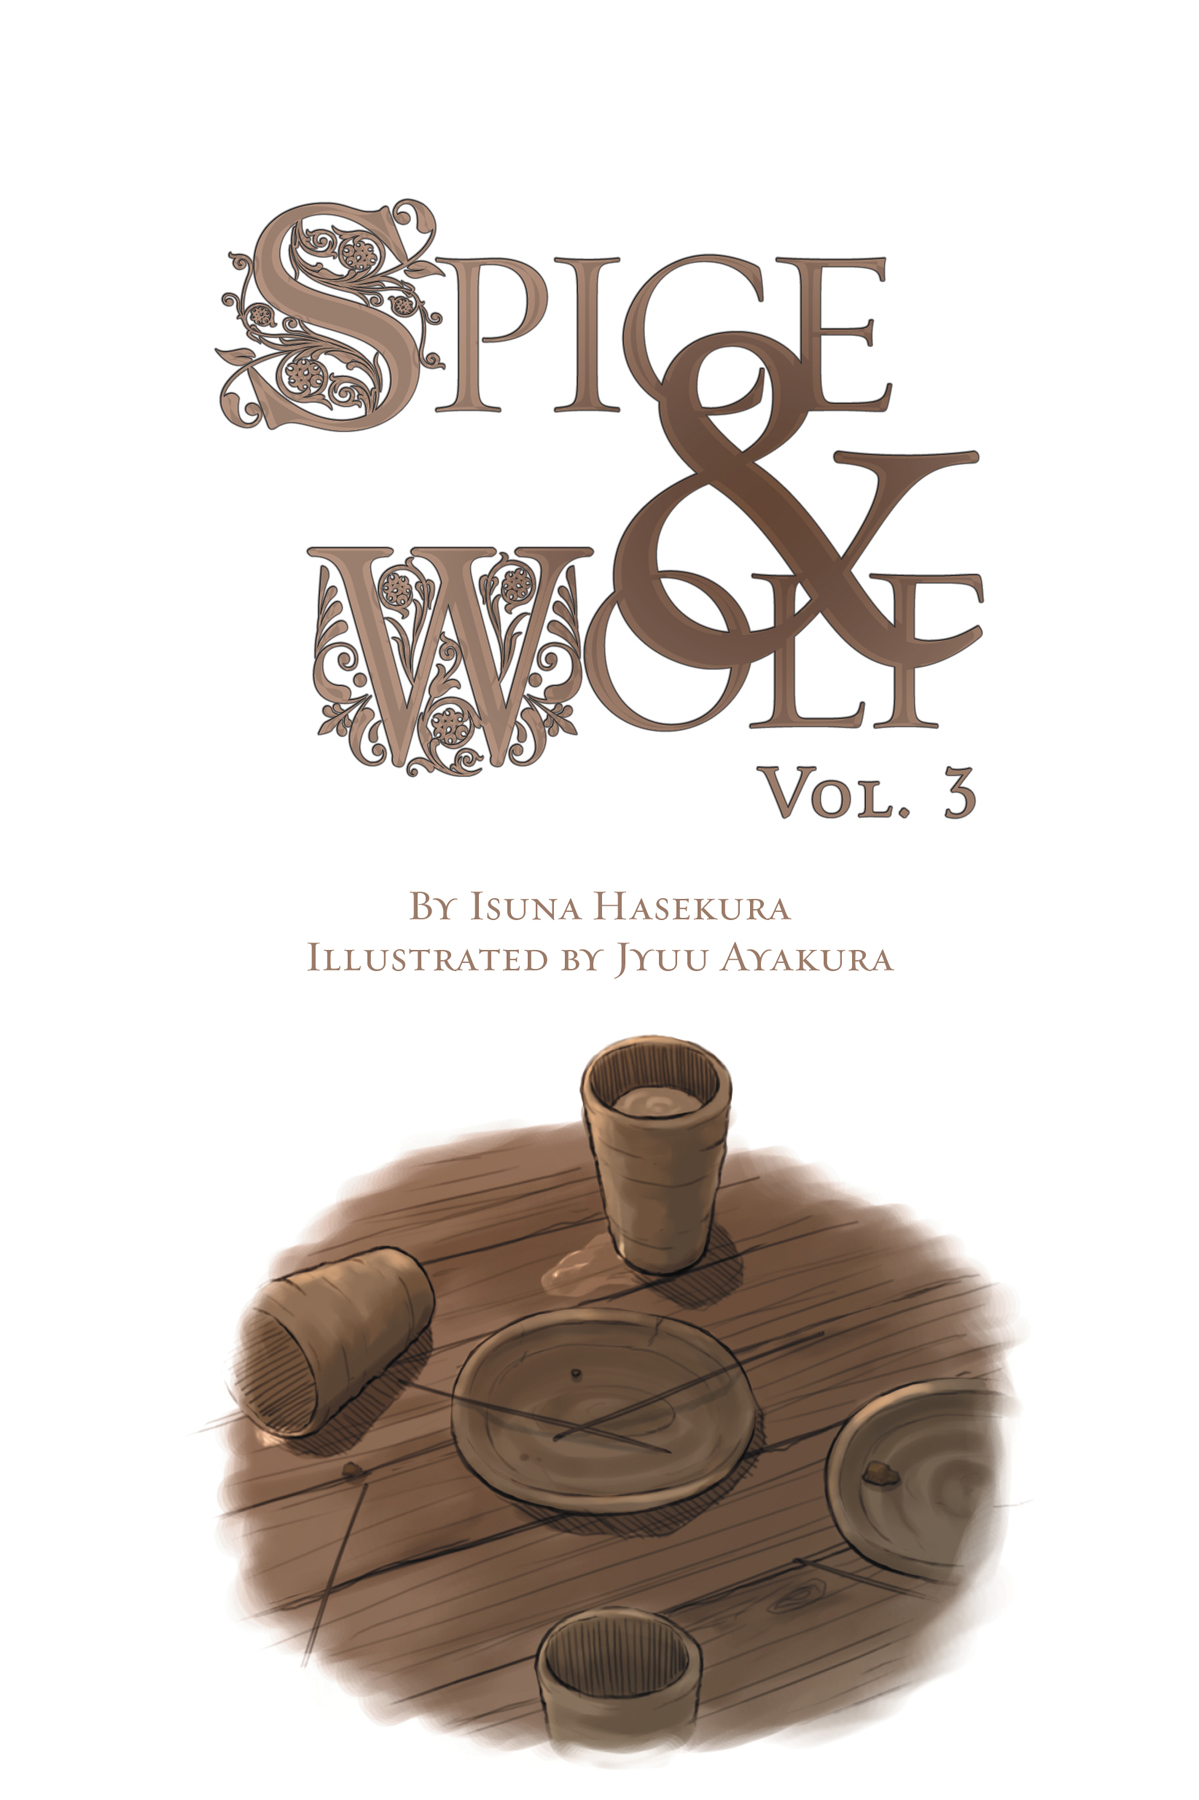 SPICE
&
WOLF
VOL. 3
BY ISUNA HASEKURA
ILLUSTRATED BY JYUU AYAKURA